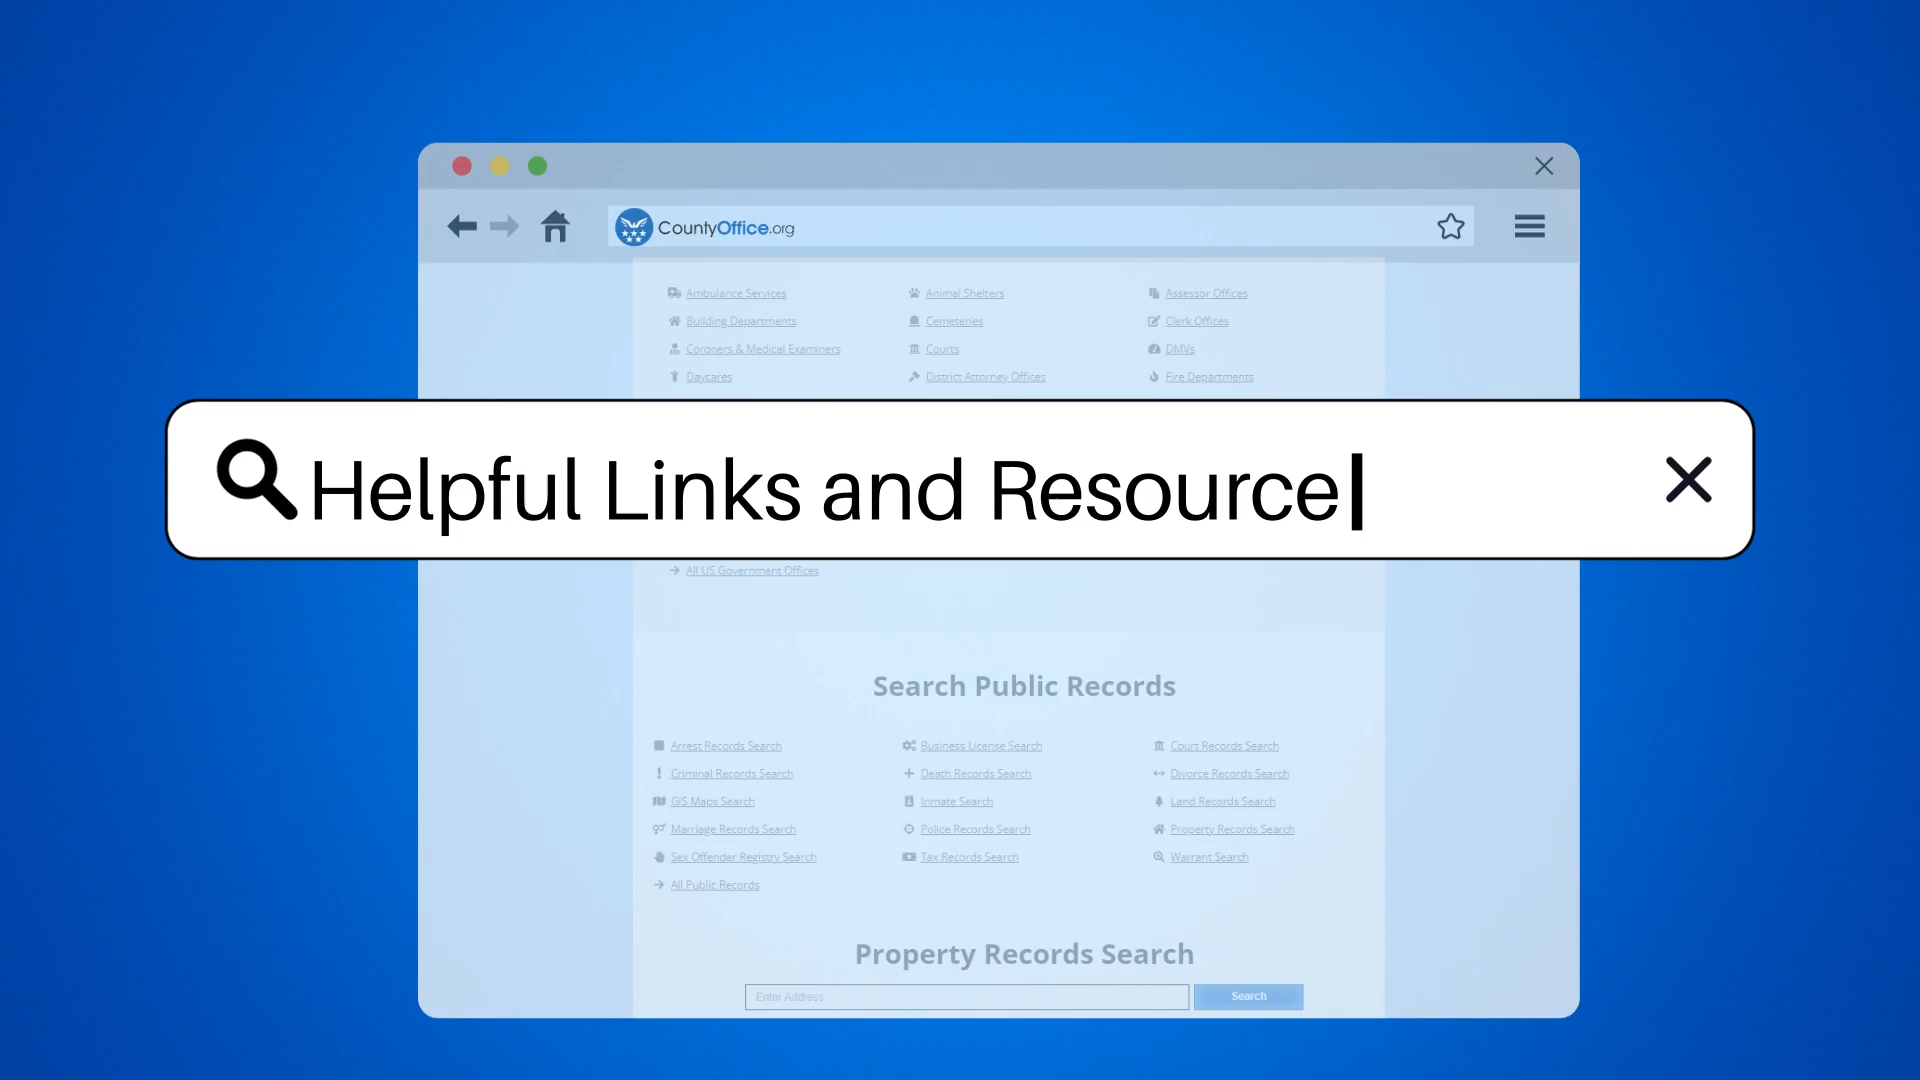 CountyOffice.org
Ambulance Services Animal Shelters Assessor Offices
Building Departments Cemeteries Clerk Offices
Coroners & Medical Examiners Courts DMVs
Daycares District Attorney Offices Fire Departments
Helpful Links and Resource
All US Government Offices
Search Public Records
Arrest Records Search Business License Search Court Records Search
Criminal Records Search Death Records Search Divorce Records Search
GIS Maps Search Inmate Search Land Records Search
Marriage Records Search Police Records Search Property Records Search
Sex Offender Registry Search Tax Records Search Warrant Search
All Public Records
Property Records Search
Enter Address Search